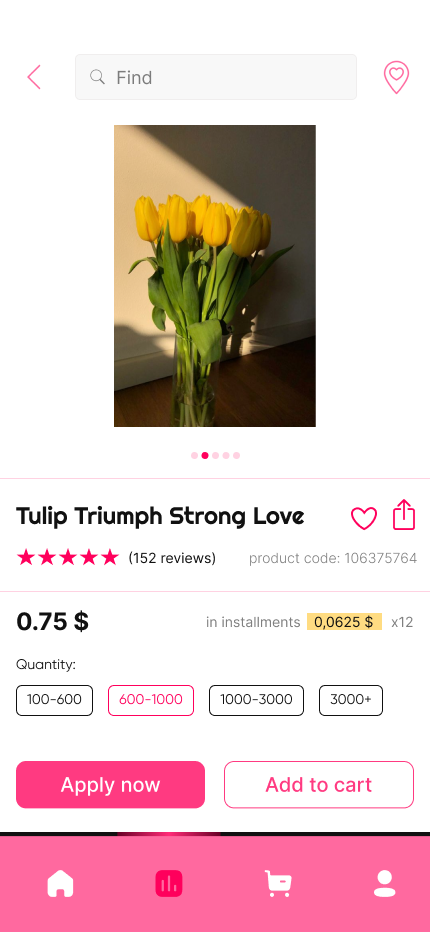 Find
Tulip Triumph Strong Love
(152 reviews) product code: 106375764
0.75 $ in installments 0,0625 $ x12
Quantity:
100-600 600-1000 1000-3000 3000+
Apply now Add to cart